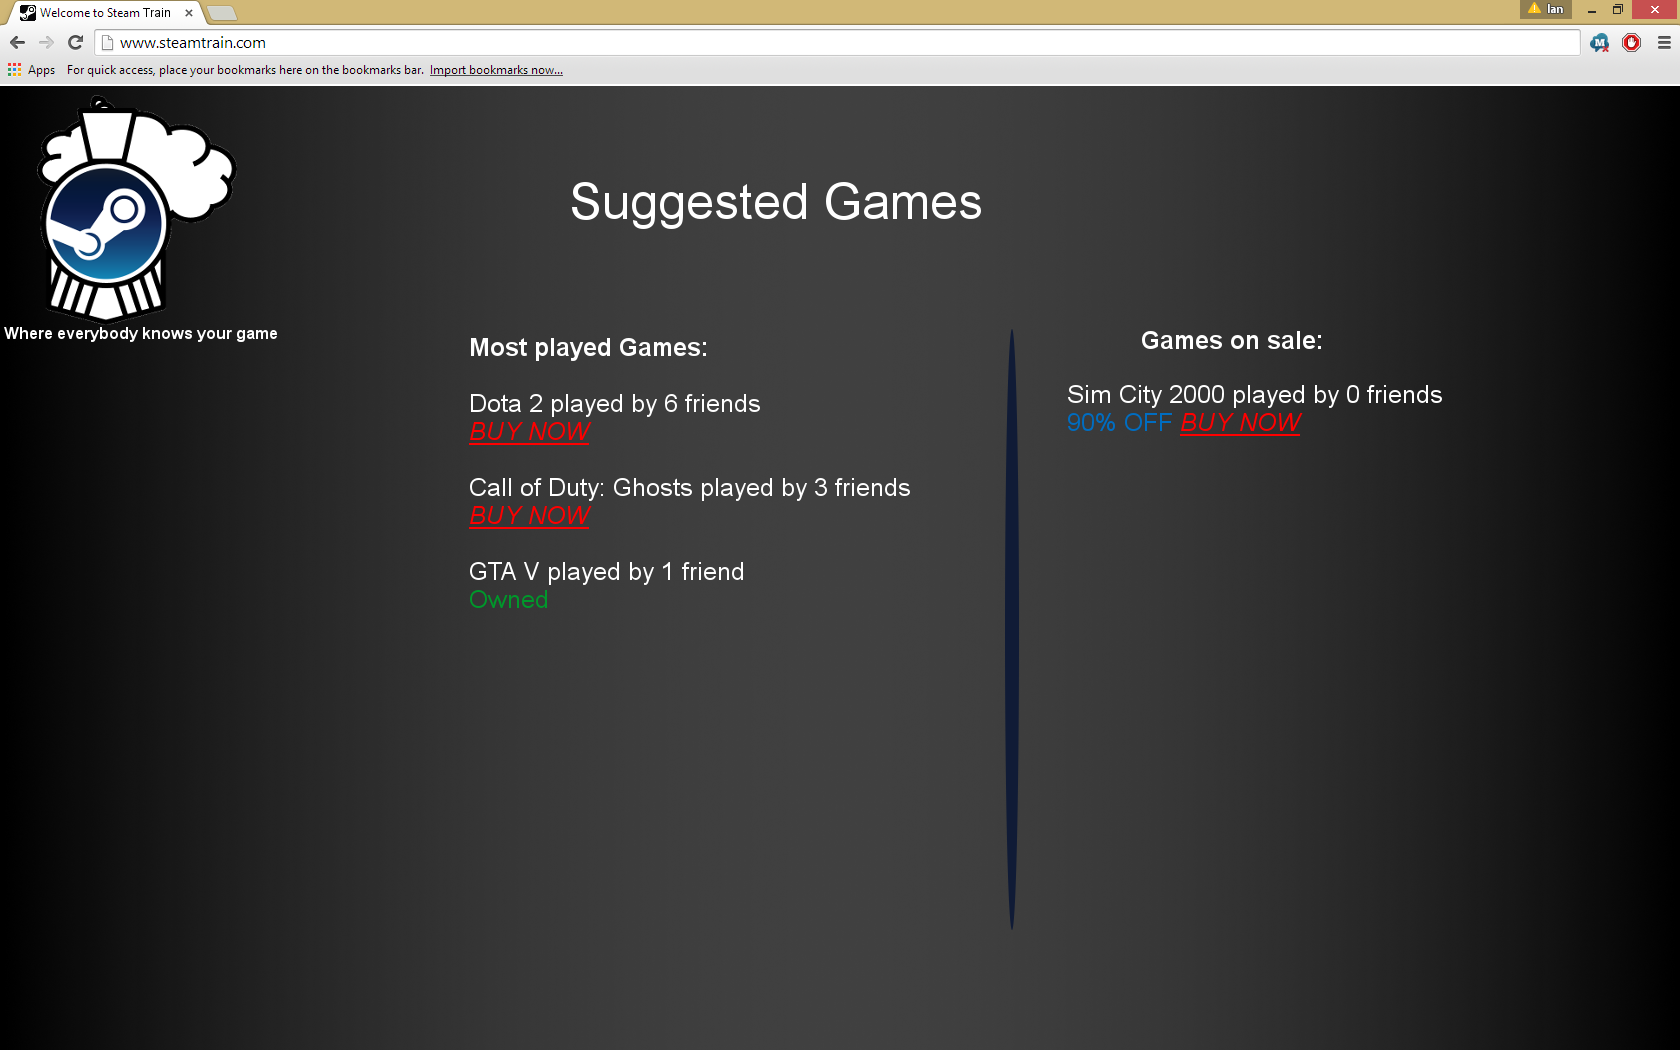 Welcome to Steam Train
Ian
www.steamtrain.com
Apps For quick access, place your bookmarks here on the bookmarks bar. Import bookmarks now...
Suggested Games
Where everybody knows your game
Most played Games:
Dota 2 played by 6 friends
BUY NOW
Call of Duty: Ghosts played by 3 friends
BUY NOW
GTA V played by 1 friend
Owned
Games on sale:
Sim City 2000 played by 0 friends
90% OFF BUY NOW